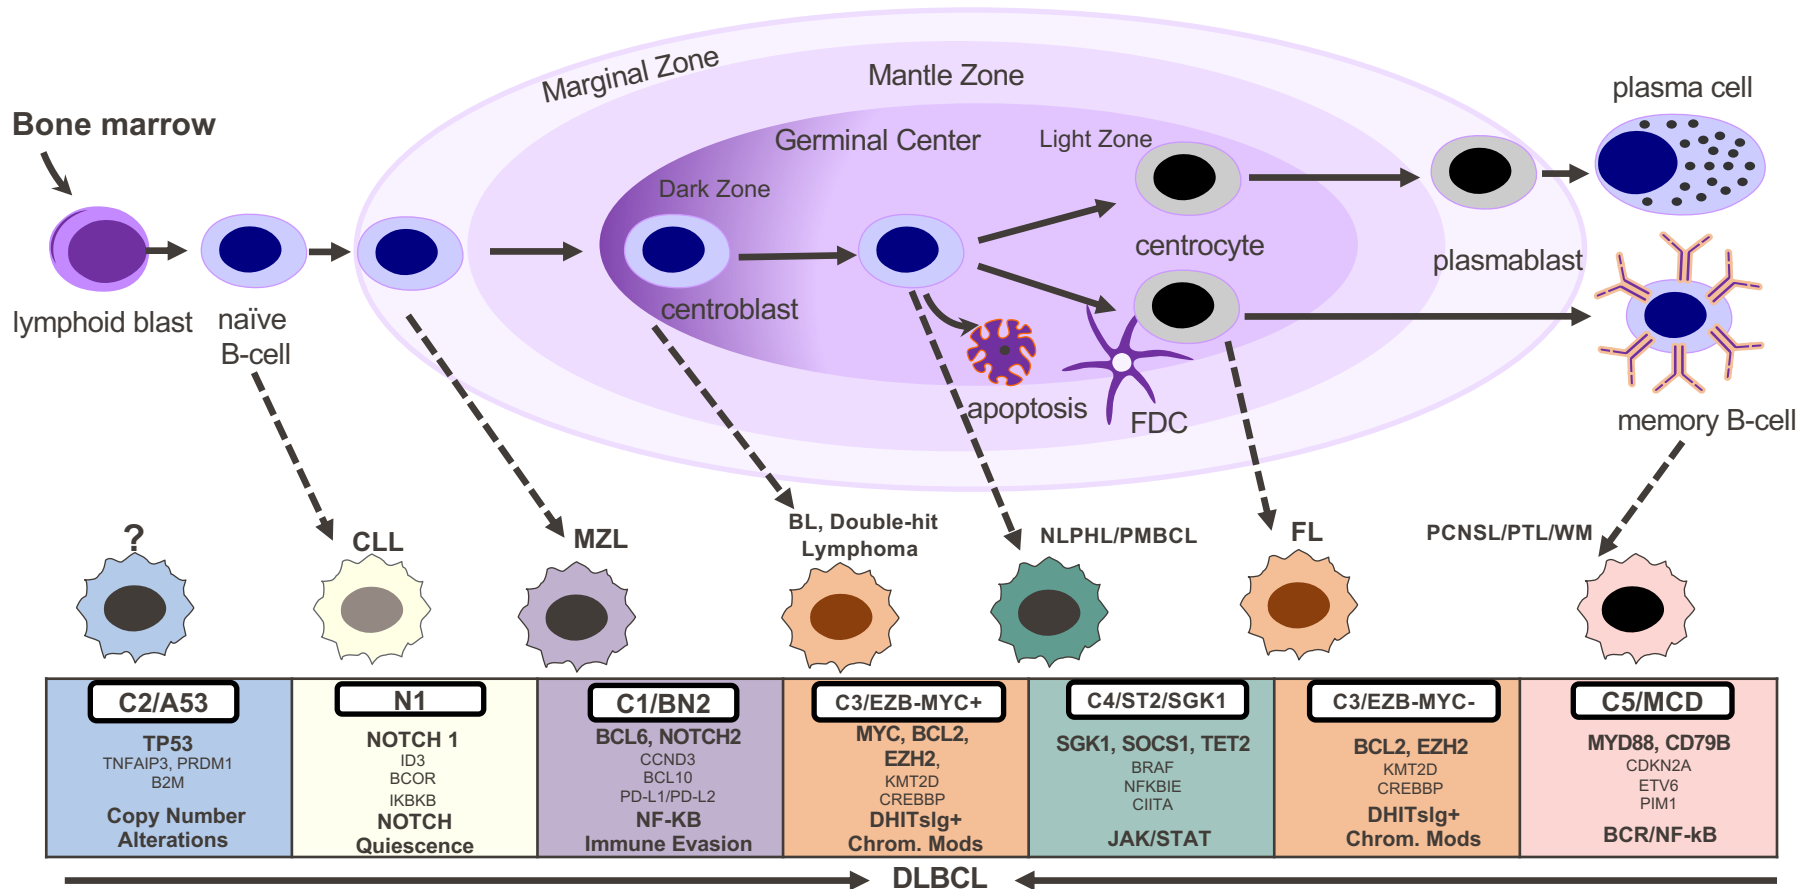 Marginal Zone
Mantle Zone
plasma cell
Bone marrow
Germinal Center
Light Zone
Dark Zone
centrocyte
plasmablast
centroblast
lymphoid blast
naïve
B-cell
apoptosis
FDC
memory B-cell
?
CLL
MZL
BL, Double-hit
Lymphoma
NLPHL/PMBCL
FL
PCNSL/PTL/WM
C2/A53
TP53
TNFAIP3, PRDM1
B2M
Copy Number
Alterations
N1
NOTCH 1
ID3
BCOR
IKBKB
NOTCH
Quiescence
C1/BN2
BCL6, NOTCH2
CCND3
BCL10
PD-L1/PD-L2
NF-KB
Immune Evasion
C3/EZB-MYC+
MYC, BCL2,
EZH2,
KMT2D
CREBBP
DHITsIg+
Chrom. Mods
C4/ST2/SGK1
SGK1, SOCS1, TET2
BRAF
NFKBIE
CIITA
JAK/STAT
C3/EZB-MYC-
BCL2, EZH2
KMT2D
CREBBP
DHITsIg+
Chrom. Mods
C5/MCD
MYD88, CD79B
CDKN2A
ETV6
PIM1
BCR/NF-kB
DLBCL